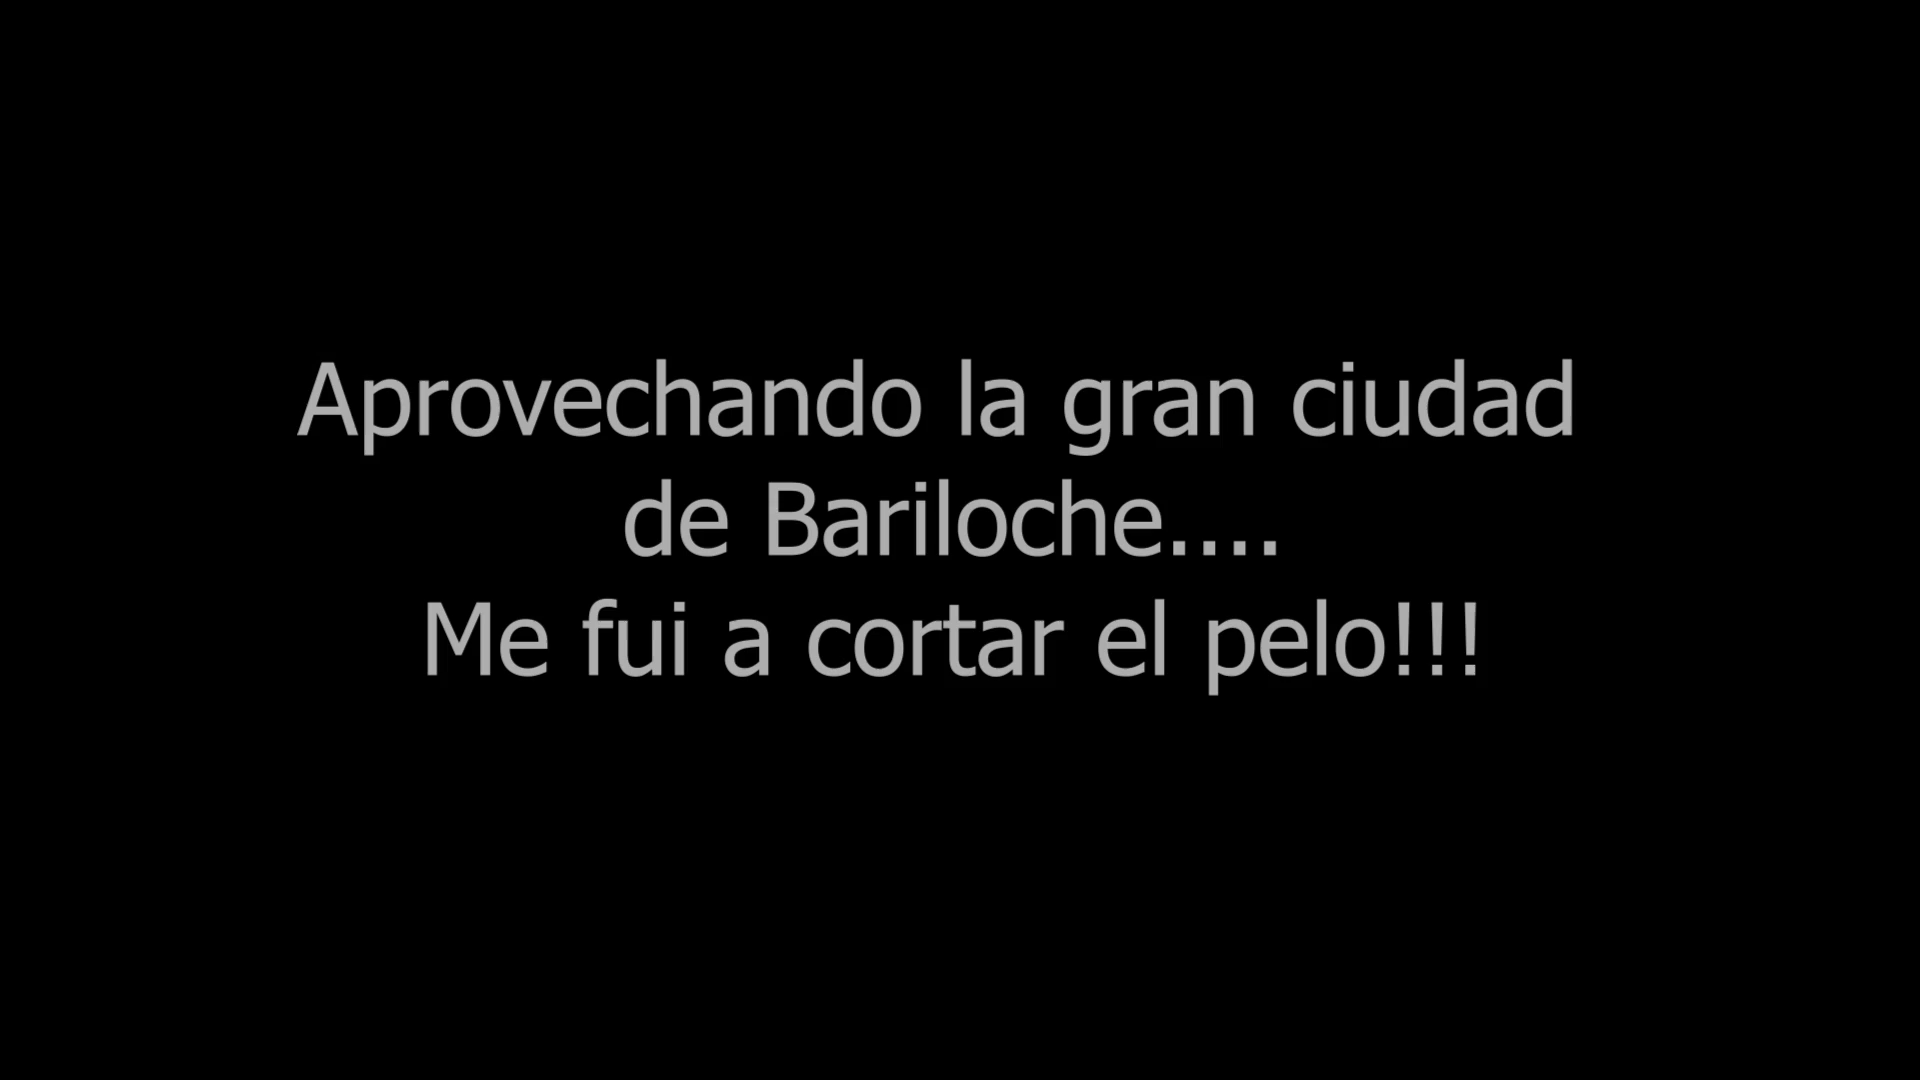 Aprovechando la gran ciudad
de Bariloche....
Me fui a cortar el pelo!!!